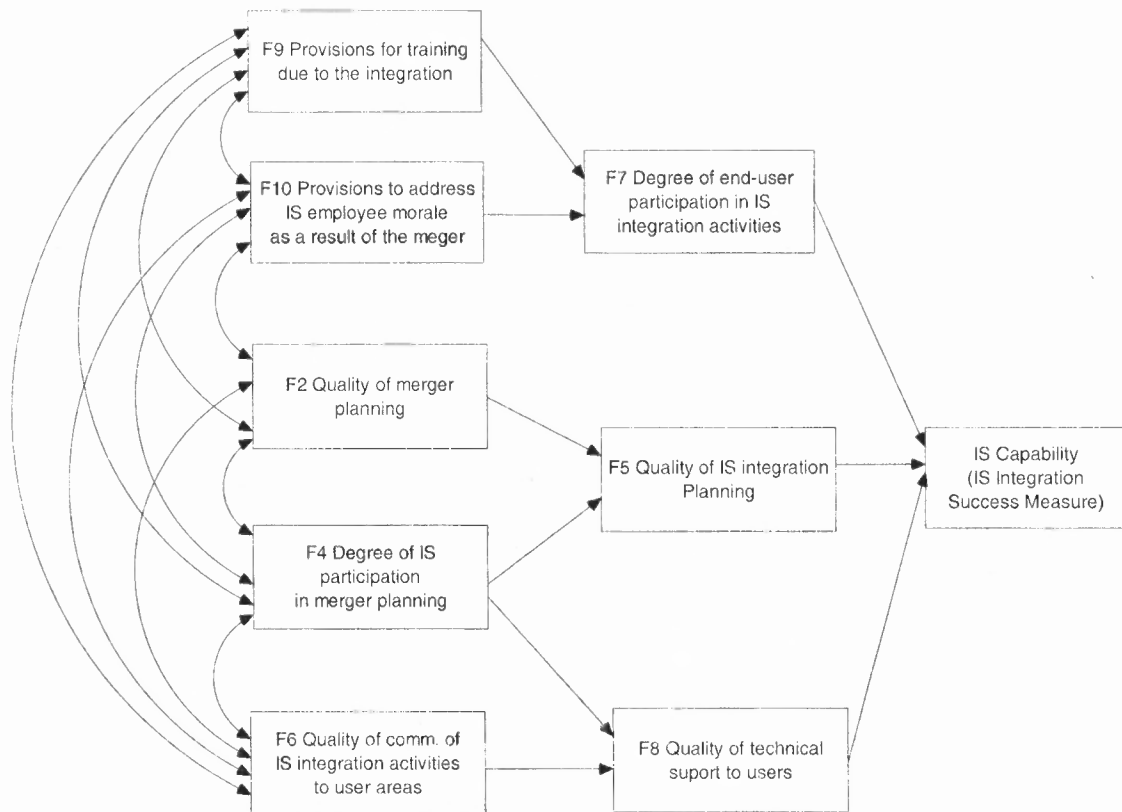 F9 Provisions for training
due to the integration
F10 Provisions to address
IS employee morale
as a result of the meger
F7 Degree of end-user
participation in IS
integration activities
F2 Quality of merger
planning
F5 Quality of IS integration
Planning
IS Capability
(IS Integration
Success Measure)
F4 Degree of IS
participation
in merger planning
F6 Quality of comm. of
IS integration activities
to user areas
F8 Quality of technical
suport to users